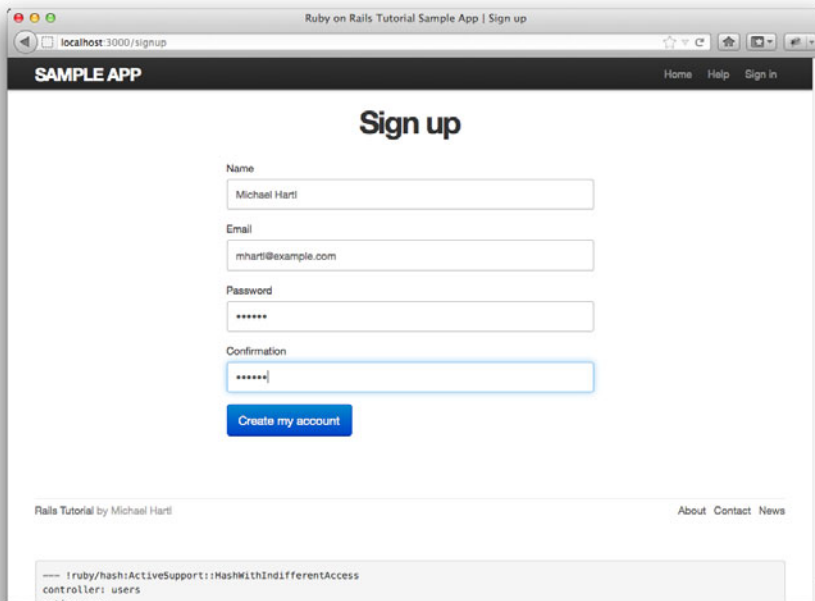 Ruby on Rails Tutorial Sample App | Sign up
localhost:3000/signup
SAMPLE APP
Home Help Sign in
Sign up
Name
Michael Hartl
Email
mhartl@example.com
Password
••••••
Confirmation
••••••
Create my account
Rails Tutorial by Michael Hartl
About Contact News
--- !ruby/hash:ActiveSupport::HashWithIndifferentAccess
controller: users